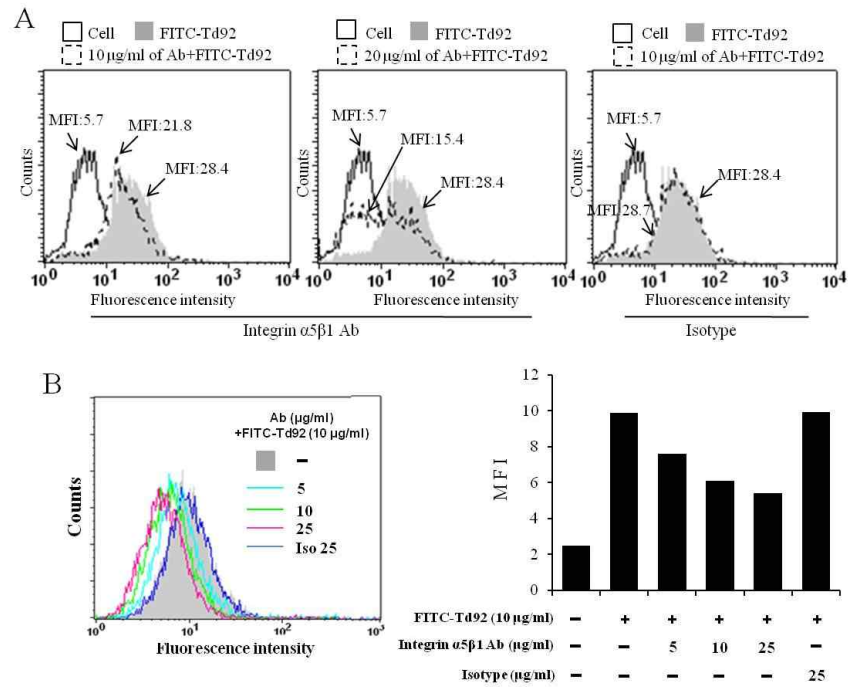 A
Cell FITC-Td92
10 μg/ml of Ab+FITC-Td92
Cell FITC-Td92
20 μg/ml of Ab+FITC-Td92
Cell FITC-Td92
10 μg/ml of Ab+FITC-Td92
Counts
MFI:5.7
MFI:21.8
MFI:28.4
10⁰ 10¹ 10² 10³ 10⁴
Fluorescence intensity
Counts
MFI:5.7
MFI:15.4
MFI:28.4
10⁰ 10¹ 10² 10³ 10⁴
Fluorescence intensity
Counts
MFI:5.7
MFI:28.4
MFI:28.7
10⁰ 10¹ 10² 10³ 10⁴
Fluorescence intensity
Integrin α5β1 Ab
Isotype
B
Counts
Ab (μg/ml)
+FITC-Td92 (10 μg/ml)
–
5
10
25
Iso 25
10⁰ 10¹ 10² 10³
Fluorescence intensity
MFI
12
10
8
6
4
2
0
FITC-Td92 (10 μg/ml) – + + + + +
Integrin α5β1 Ab (μg/ml) – – 5 10 25 –
Isotype (μg/ml) – – – – – 25